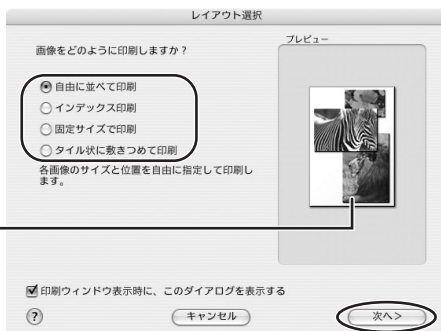 レイアウト選択
画像をどのように印刷しますか？
プレビュー
自由に並べて印刷
インデックス印刷
固定サイズで印刷
タイル状に敷きつめて印刷
各画像のサイズと位置を自由に指定して印刷し
ます。
印刷ウィンドウ表示時に、このダイアログを表示する
?
キャンセル
次へ>